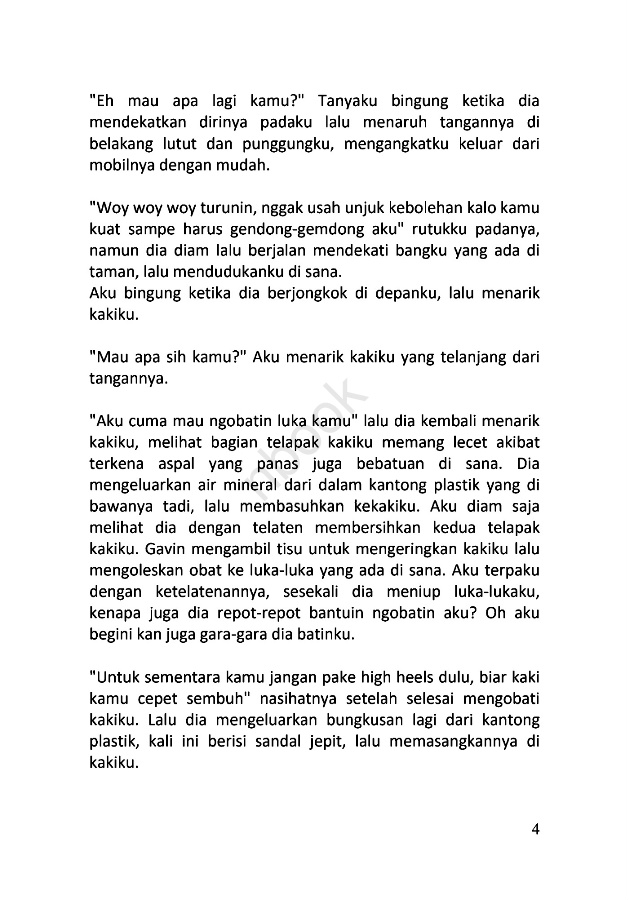 "Eh mau apa lagi kamu?" Tanyaku bingung ketika dia
mendekatkan dirinya padaku lalu menaruh tangannya di
belakang lutut dan punggungku, mengangkatku keluar dari
mobilnya dengan mudah.
"Woy woy woy turunin, nggak usah unjuk kebolehan kalo kamu
kuat sampe harus gendong-gemdong aku" rutukku padanya,
namun dia diam lalu berjalan mendekati bangku yang ada di
taman, lalu mendudukanku di sana.
Aku bingung ketika dia berjongkok di depanku, lalu menarik
kakiku.
"Mau apa sih kamu?" Aku menarik kakiku yang telanjang dari
tangannya.
"Aku cuma mau ngobatin luka kamu" lalu dia kembali menarik
kakiku, melihat bagian telapak kakiku memang lecet akibat
terkena aspal yang panas juga bebatuan di sana. Dia
mengeluarkan air mineral dari dalam kantong plastik yang di
bawanya tadi, lalu membasuhkan kekakiku. Aku diam saja
melihat dia dengan telaten membersihkan kedua telapak
kakiku. Gavin mengambil tisu untuk mengeringkan kakiku lalu
mengoleskan obat ke luka-luka yang ada di sana. Aku terpaku
dengan ketelatenannya, sesekali dia meniup luka-lukaku,
kenapa juga dia repot-repot bantuin ngobatin aku? Oh aku
begini kan juga gara-gara dia batinku.
"Untuk sementara kamu jangan pake high heels dulu, biar kaki
kamu cepet sembuh" nasihatnya setelah selesai mengobati
kakiku. Lalu dia mengeluarkan bungkusan lagi dari kantong
plastik, kali ini berisi sandal jepit, lalu memasangkannya di
kakiku.
4